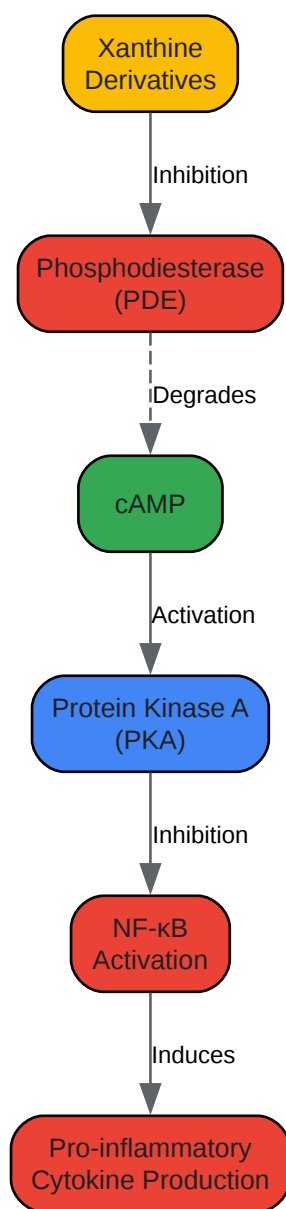 Xanthine
Derivatives
Inhibition
Phosphodiesterase
(PDE)
Degrades
cAMP
Activation
Protein Kinase A
(PKA)
Inhibition
NF-κB
Activation
Induces
Pro-inflammatory
Cytokine Production